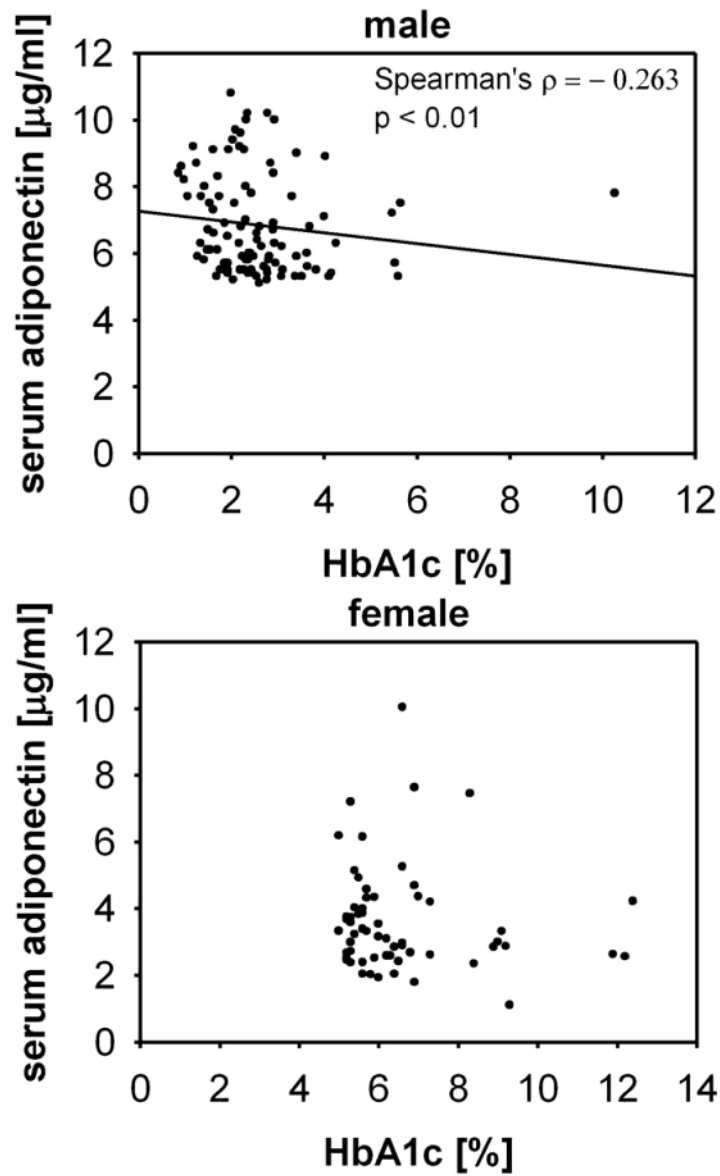 male
Spearman's ρ = − 0.263
p < 0.01
serum adiponectin [μg/ml]
12
10
8
6
4
2
0
0 2 4 6 8 10 12
HbA1c [%]
female
serum adiponectin [μg/ml]
12
10
8
6
4
2
0
0 2 4 6 8 10 12 14
HbA1c [%]